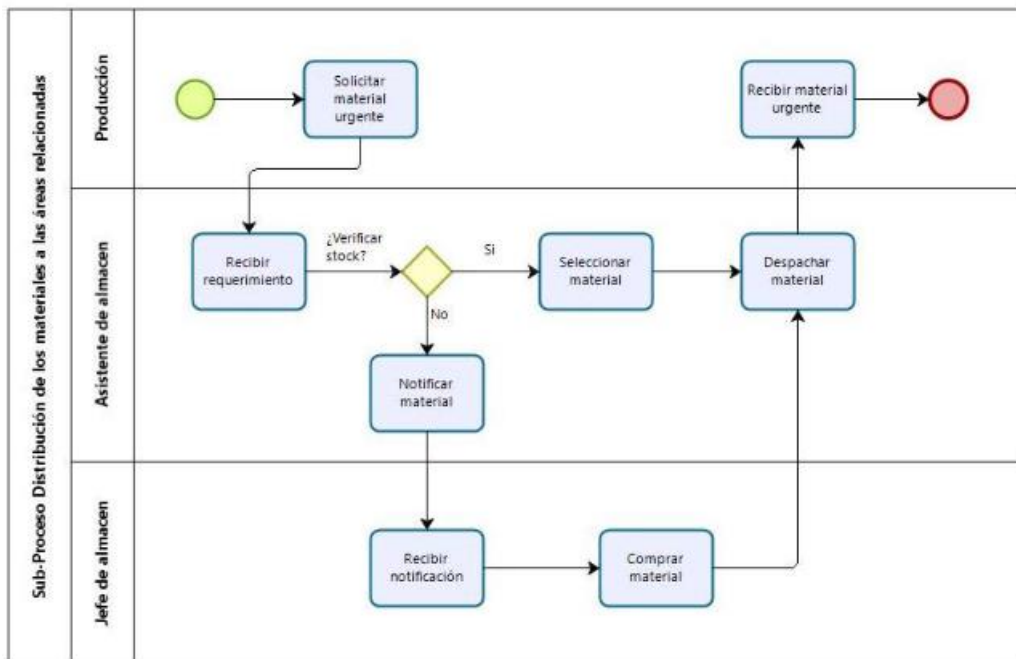 Sub-Proceso Distribución de los materiales a las áreas relacionadas
Producción
Solicitar
material
urgente
Recibir material
urgente
Asistente de almacen
Recibir
requerimiento
¿Verificar
stock?
Si
Seleccionar
material
Despachar
material
No
Notificar
material
Jefe de almacen
Recibir
notificación
Comprar
material